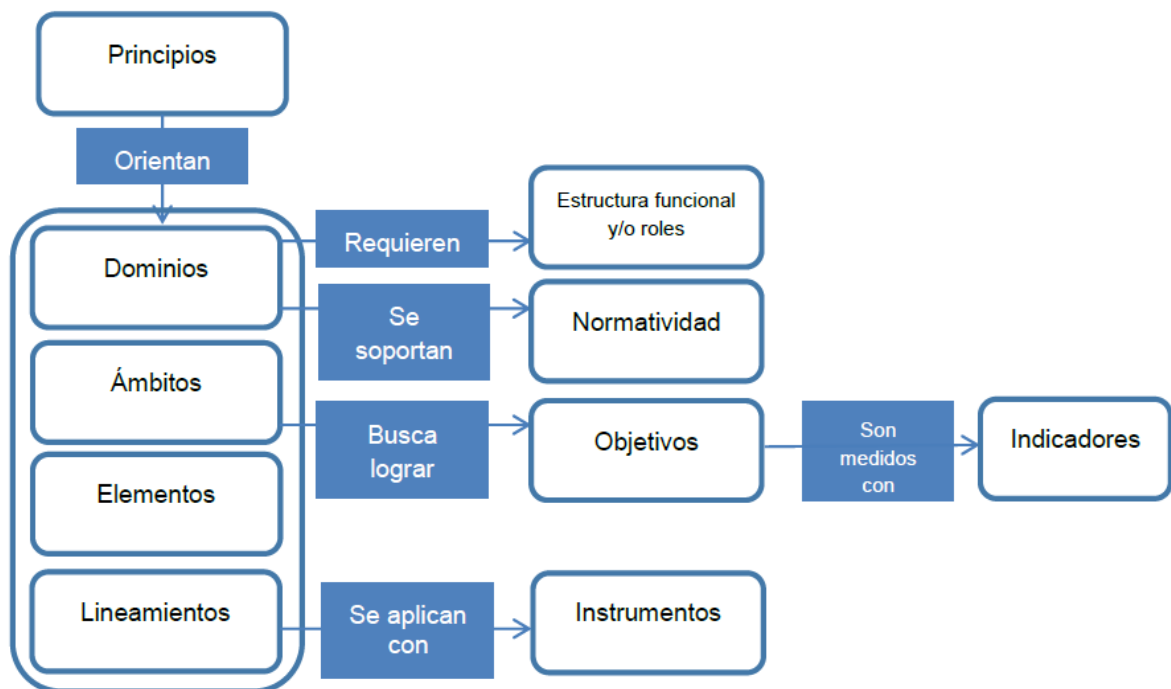 Principios
Orientan
Dominios
Requieren
Estructura funcional
y/o roles
Se
soportan
Normatividad
Ámbitos
Busca
lograr
Objetivos
Son
medidos
con
Indicadores
Elementos
Lineamientos
Se aplican
con
Instrumentos